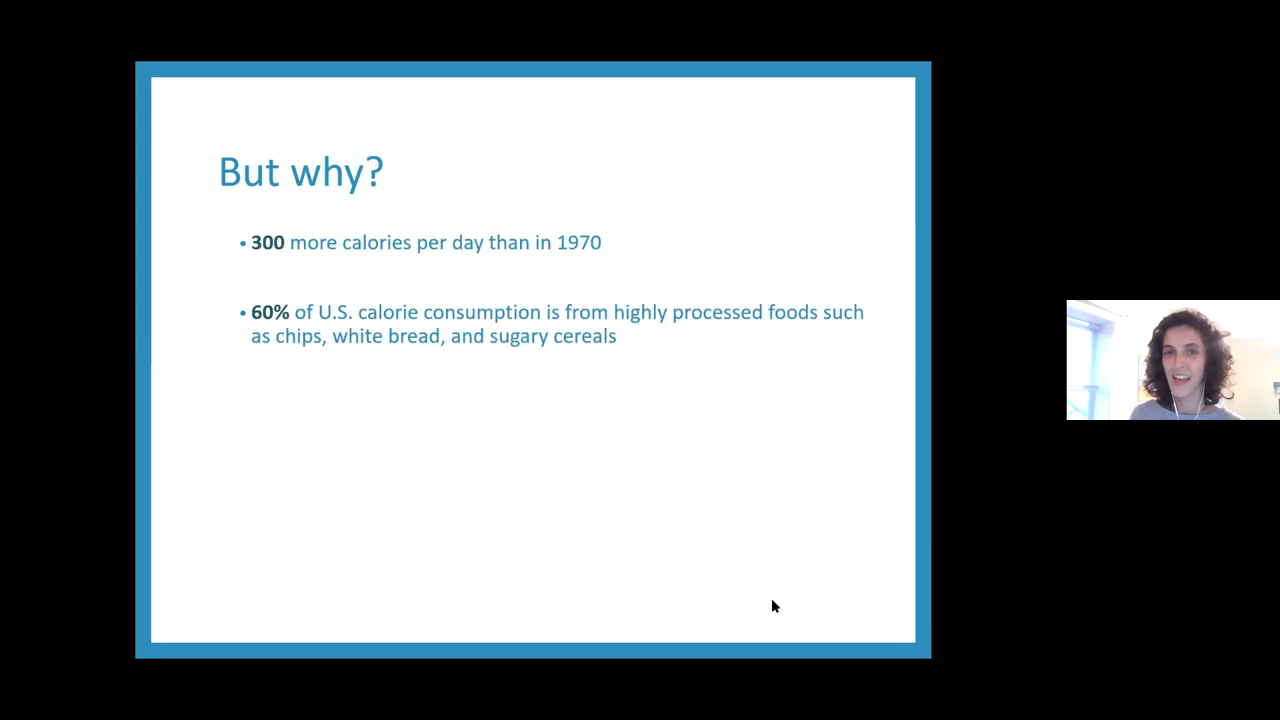 But why?
• 300 more calories per day than in 1970
• 60% of U.S. calorie consumption is from highly processed foods such
as chips, white bread, and sugary cereals